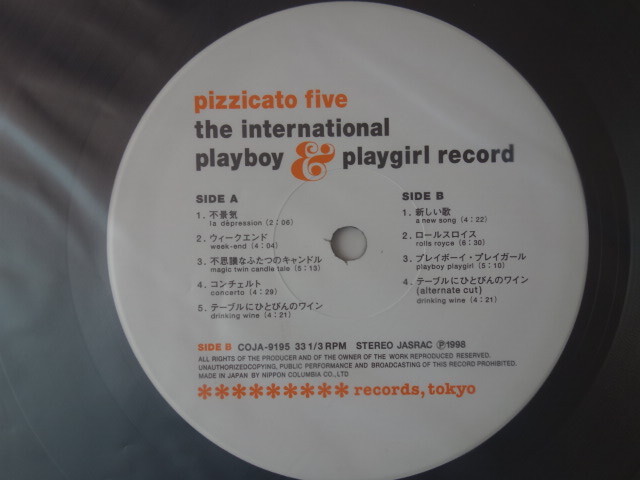 pizzicato five
the international
playboy & playgirl record
SIDE A
1. 不景気
la dépression (2:06)
2. ウィークエンド
week-end (4:04)
3. 不思議なふたつのキャンドル
magic twin candle tale (5:13)
4. コンチェルト
concerto (4:29)
5. テーブルにひとびんのワイン
drinking wine (4:21)
SIDE B
1. 新しい歌
a new song (4:22)
2. ロールスロイス
rolls royce (6:30)
3. プレイボーイ・プレイガール
playboy playgirl (5:10)
4. テーブルにひとびんのワイン
(alternate cut)
drinking wine (4:21)
SIDE B COJA-9195 33 1/3 RPM STEREO JASRAC Ⓟ1998
ALL RIGHTS OF THE PRODUCER AND OF THE OWNER OF THE WORK REPRODUCED RESERVED.
UNAUTHORIZEDCOPYING, PUBLIC PERFORMANCE AND BROADCASTING OF THIS RECORD PROHIBITED.
MADE IN JAPAN BY NIPPON COLUMBIA CO., LTD
********* records, tokyo